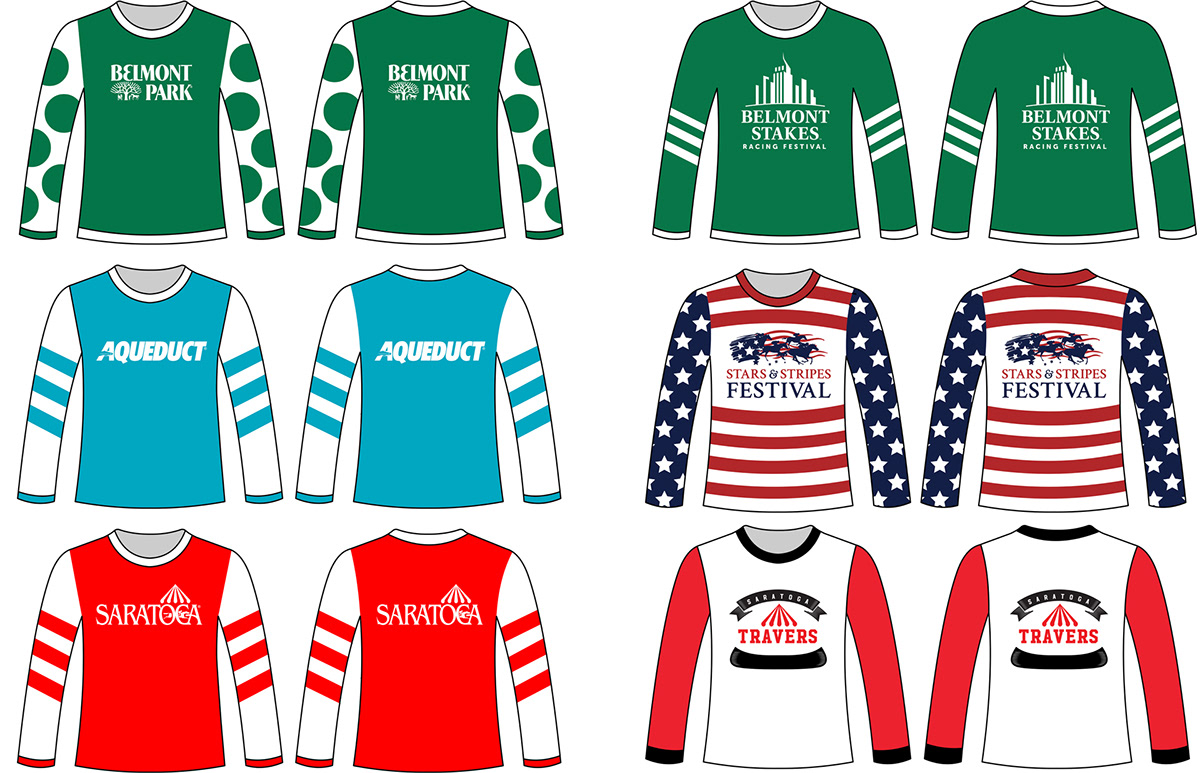 BELMONT
PARK
BELMONT
PARK
BELMONT
STAKES
RACING FESTIVAL
BELMONT
STAKES
RACING FESTIVAL
AQUEDUCT
AQUEDUCT
STARS & STRIPES
FESTIVAL
STARS & STRIPES
FESTIVAL
SARATOGA
SARATOGA
SARATOGA
TRAVERS
SARATOGA
TRAVERS